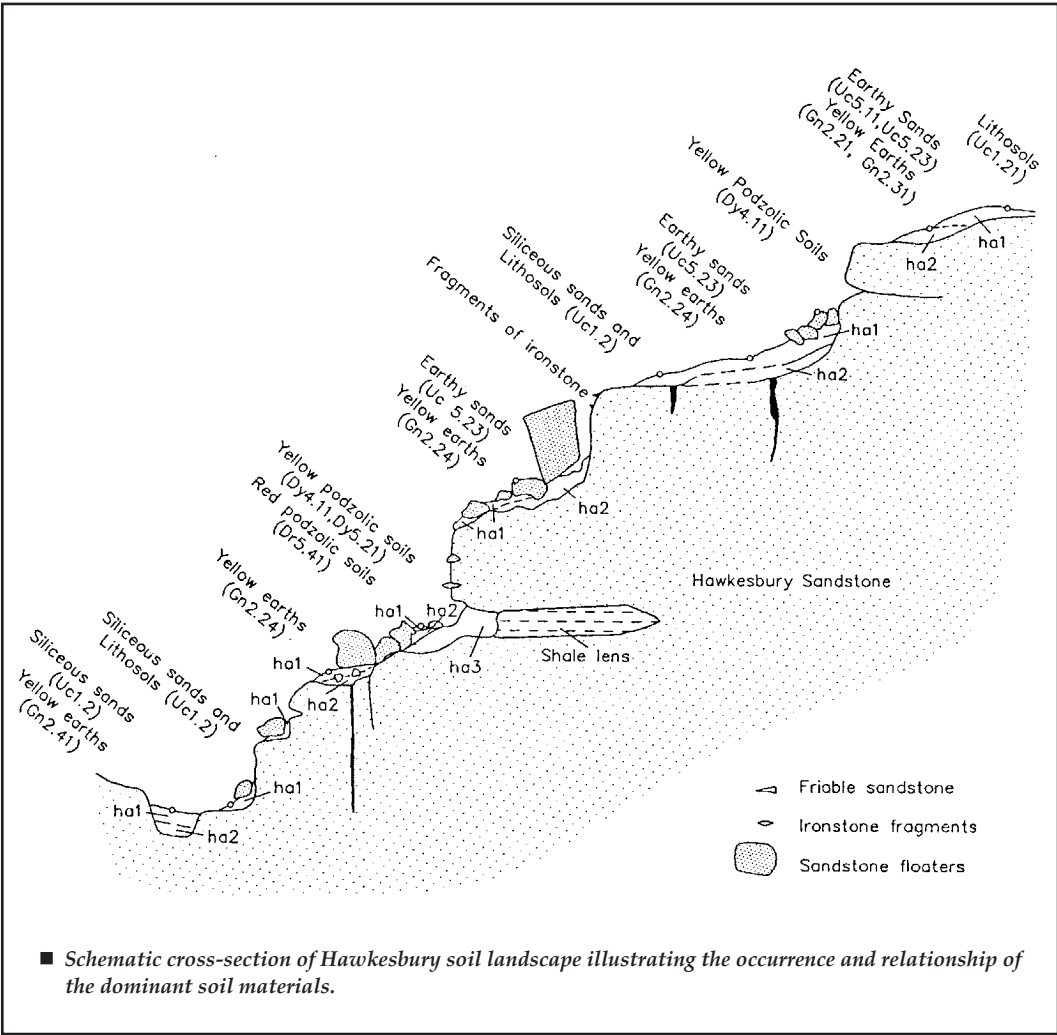 Lithosols
(Uc1.21)
Earthy Sands
(Uc5.11,Uc5.23)
Yellow Earths
(Gn2.21, Gn2.31)
Yellow Podzolic Soils
(Dy4.11)
Earthy sands
(Uc5.23)
Yellow earths
(Gn2.24)
Siliceous sands and
Lithosols (Uc1.2)
Fragments of ironstone
Earthy sands
(Uc 5.23)
Yellow earths
(Gn2.24)
Yellow podzolic soils
(Dy4.11,Dy5.21)
Red podzolic soils
(Dr5.41)
Yellow earths
(Gn2.24)
Siliceous sands and
Lithosols (Uc1.2)
Siliceous sands
(Uc1.2)
Yellow earths
(Gn2.41)
ha1
ha2
ha1
ha2
ha2
ha1
Hawkesbury Sandstone
ha1
ha2
ha3
Shale lens
ha1
ha2
ha1
ha1
ha1
ha2
Friable sandstone
Ironstone fragments
Sandstone floaters
■ Schematic cross-section of Hawkesbury soil landscape illustrating the occurrence and relationship of
the dominant soil materials.